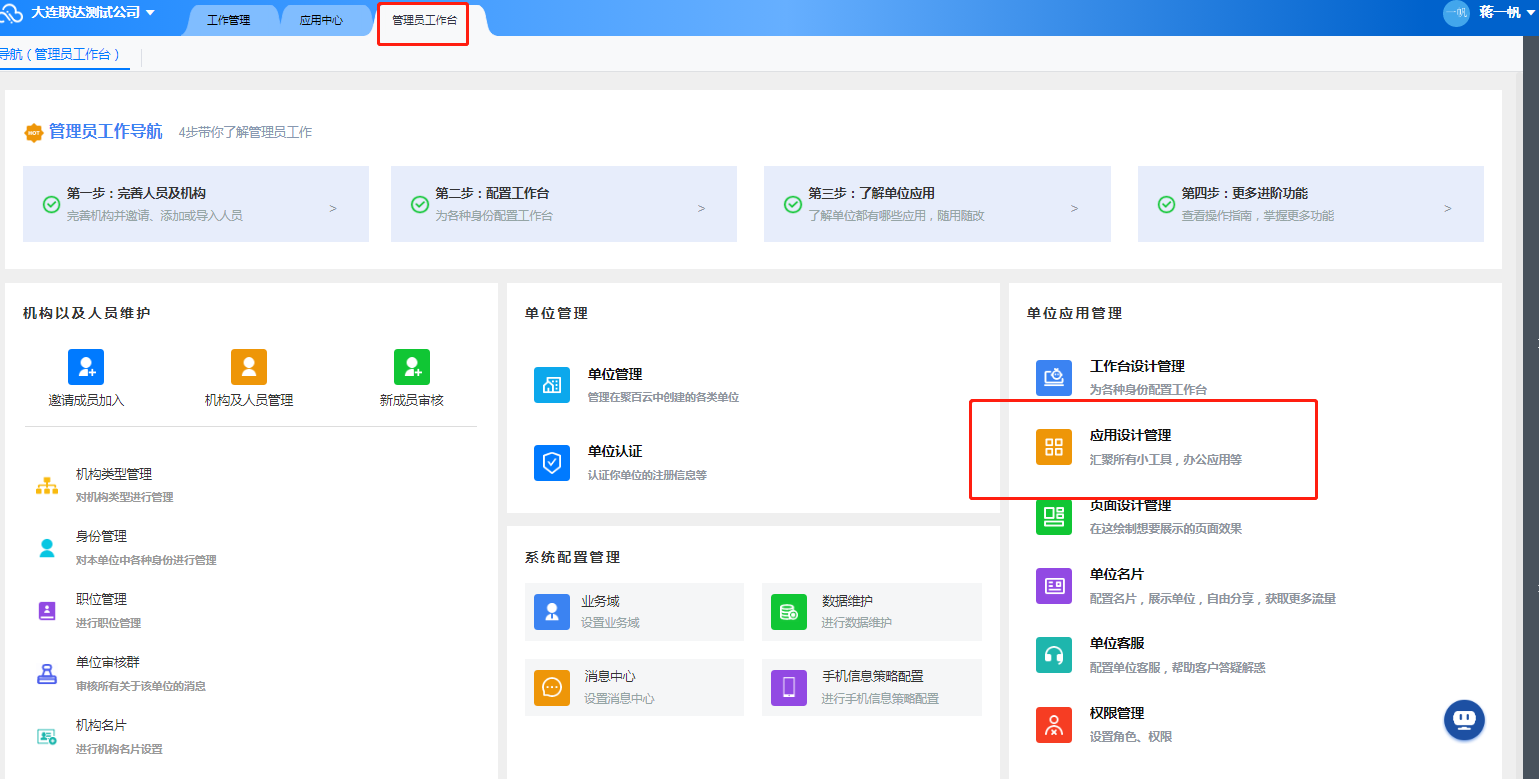 大连联达测试公司
工作管理
应用中心
管理员工作台
一帆
蒋一帆
导航（管理员工作台）
HOT
管理员工作导航
4步带你了解管理员工作
第一步：完善人员及机构
完善机构并邀请、添加或导入人员
>
第二步：配置工作台
为各种身份配置工作台
>
第三步：了解单位应用
了解单位都有哪些应用，随用随改
>
第四步：更多进阶功能
查看操作指南，掌握更多功能
>
机构以及人员维护
邀请成员加入
机构及人员管理
新成员审核
机构类型管理
对机构类型进行管理
身份管理
对本单位中各种身份进行管理
职位管理
进行职位管理
单位审核群
审核所有关于该单位的消息
机构名片
进行机构名片设置
单位管理
单位管理
管理在聚百云中创建的各类单位
单位认证
认证你单位的注册信息等
系统配置管理
业务域
设置业务域
数据维护
进行数据维护
消息中心
设置消息中心
手机信息策略配置
进行手机信息策略配置
单位应用管理
工作台设计管理
为各种身份配置工作台
应用设计管理
汇聚所有小工具，办公应用等
页面设计管理
在这绘制想要展示的页面效果
单位名片
配置名片，展示单位，自由分享，获取更多流量
单位客服
配置单位客服，帮助客户答疑解惑
权限管理
设置角色、权限